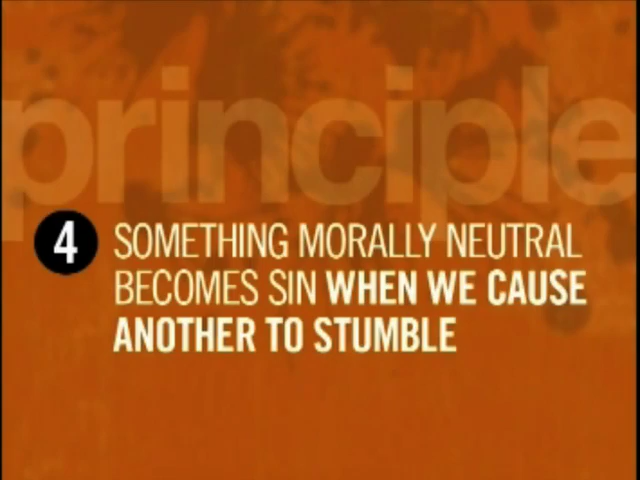 principle
4 SOMETHING MORALLY NEUTRAL
BECOMES SIN WHEN WE CAUSE
ANOTHER TO STUMBLE